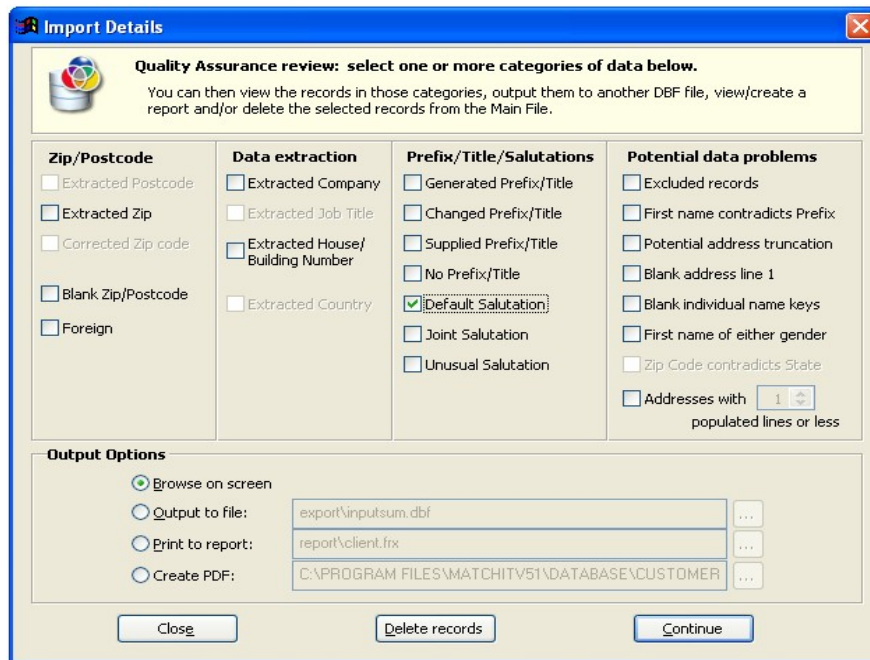 Import Details
Quality Assurance review: select one or more categories of data below.
You can then view the records in those categories, output them to another DBF file, view/create a
report and/or delete the selected records from the Main File.
Zip/Postcode
Extracted Postcode
Extracted Zip
Corrected Zip code
Blank Zip/Postcode
Foreign
Data extraction
Extracted Company
Extracted Job Title
Extracted House/
Building Number
Extracted Country
Prefix/Title/Salutations
Generated Prefix/Title
Changed Prefix/Title
Supplied Prefix/Title
No Prefix/Title
Default Salutation
Joint Salutation
Unusual Salutation
Potential data problems
Excluded records
First name contradicts Prefix
Potential address truncation
Blank address line 1
Blank individual name keys
First name of either gender
Zip Code contradicts State
Addresses with 1
populated lines or less
Output Options
Browse on screen
Output to file: export\inputsum.dbf ...
Print to report: report\client.frx ...
Create PDF: C:\PROGRAM FILES\MATCHITV51\DATABASE\CUSTOMER ...
Close Delete records Continue